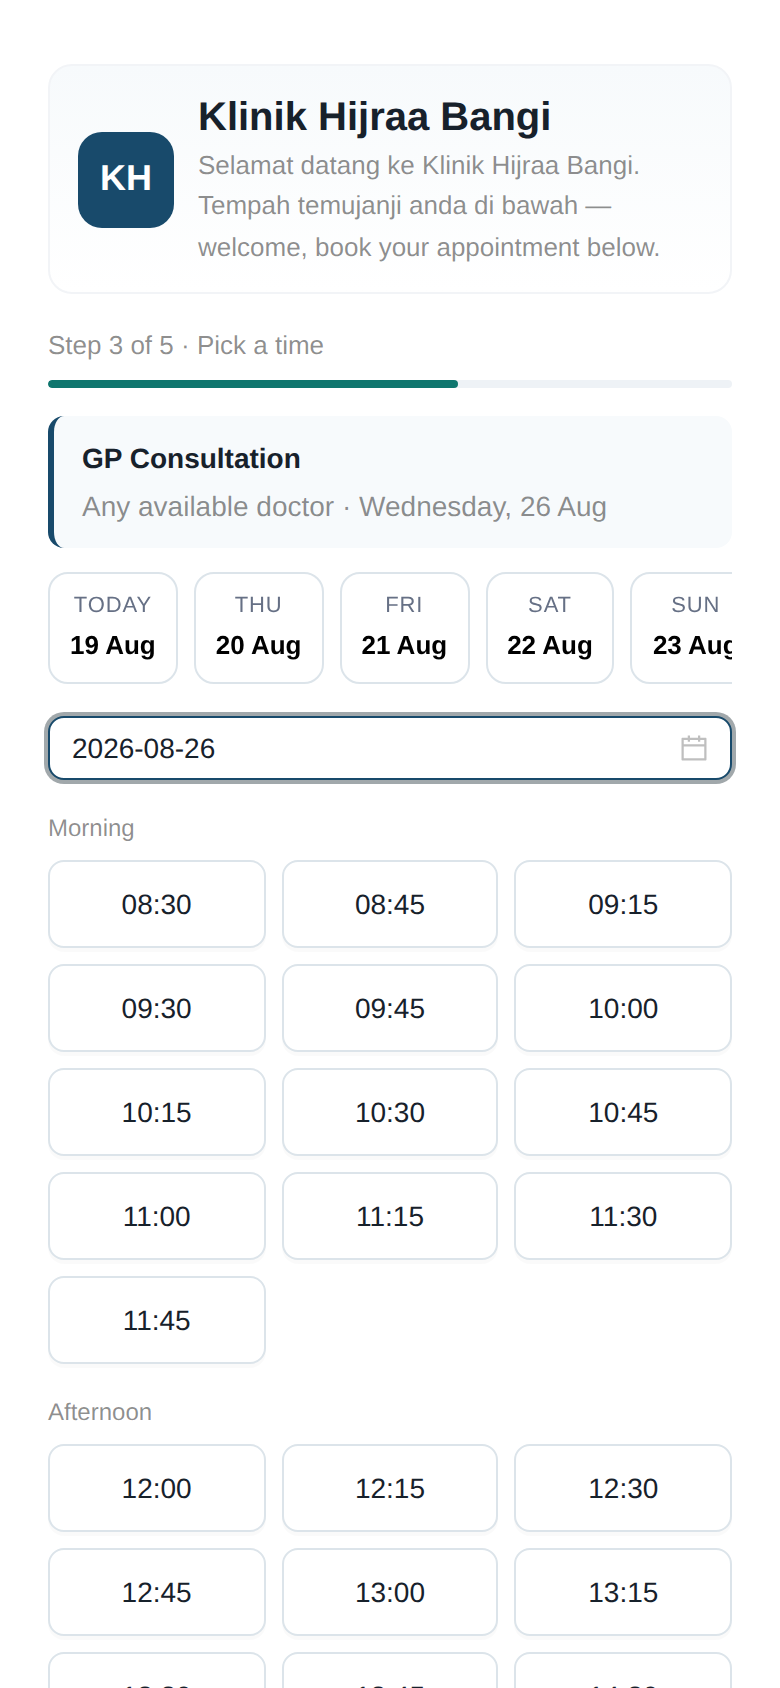 KH
Klinik Hijraa Bangi
Selamat datang ke Klinik Hijraa Bangi.
Tempah temujanji anda di bawah —
welcome, book your appointment below.
Step 3 of 5 · Pick a time
GP Consultation
Any available doctor · Wednesday, 26 Aug
TODAY THU FRI SAT SUN
19 Aug 20 Aug 21 Aug 22 Aug 23 Aug
2026-08-26
Morning
08:30 08:45 09:15
09:30 09:45 10:00
10:15 10:30 10:45
11:00 11:15 11:30
11:45
Afternoon
12:00 12:15 12:30
12:45 13:00 13:15